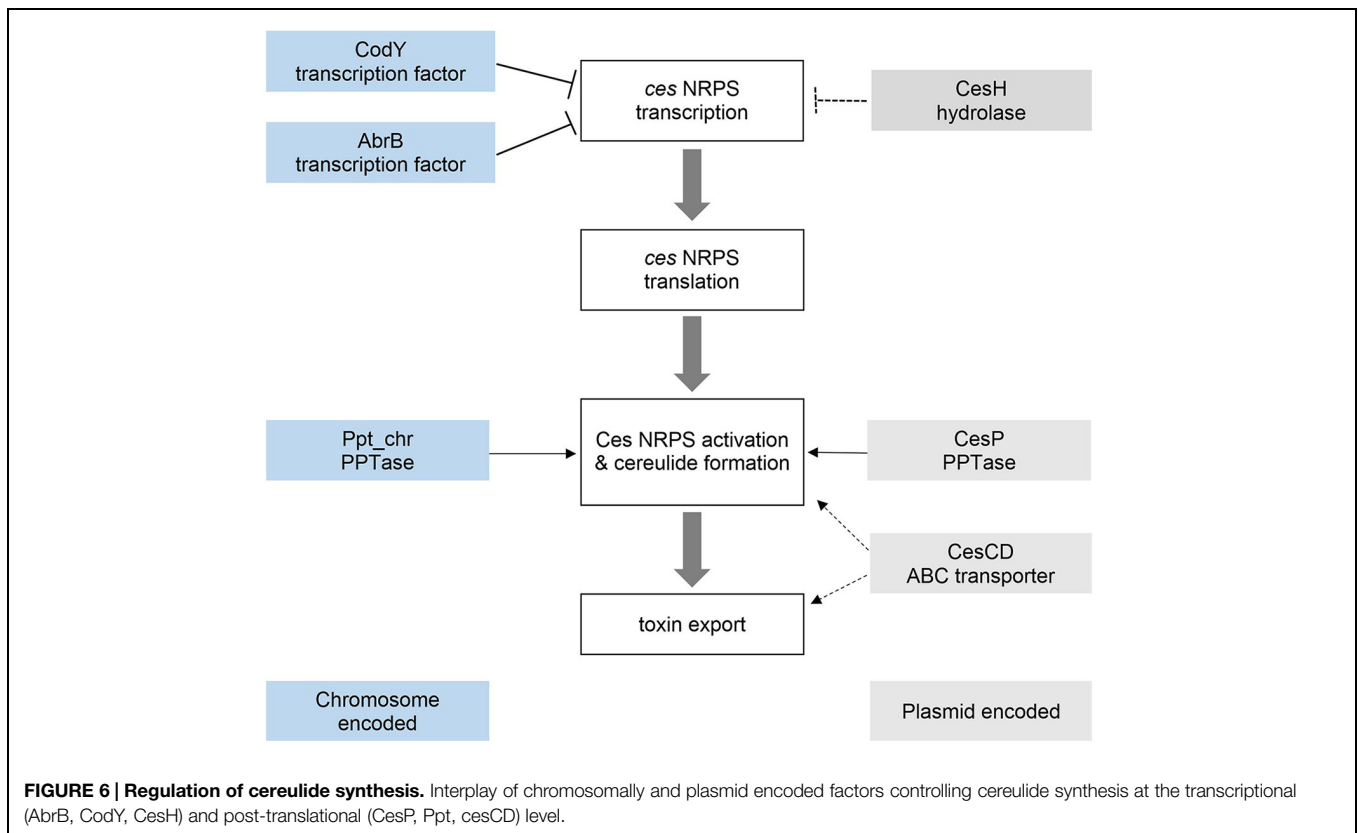 CodY
transcription factor
AbrB
transcription factor
ces NRPS
transcription
CesH
hydrolase
ces NRPS
translation
Ppt_chr
PPTase
Ces NRPS activation
& cereulide formation
CesP
PPTase
CesCD
ABC transporter
toxin export
Chromosome
encoded
Plasmid encoded
FIGURE 6 | Regulation of cereulide synthesis. Interplay of chromosomally and plasmid encoded factors controlling cereulide synthesis at the transcriptional
(AbrB, CodY, CesH) and post-translational (CesP, Ppt, cesCD) level.